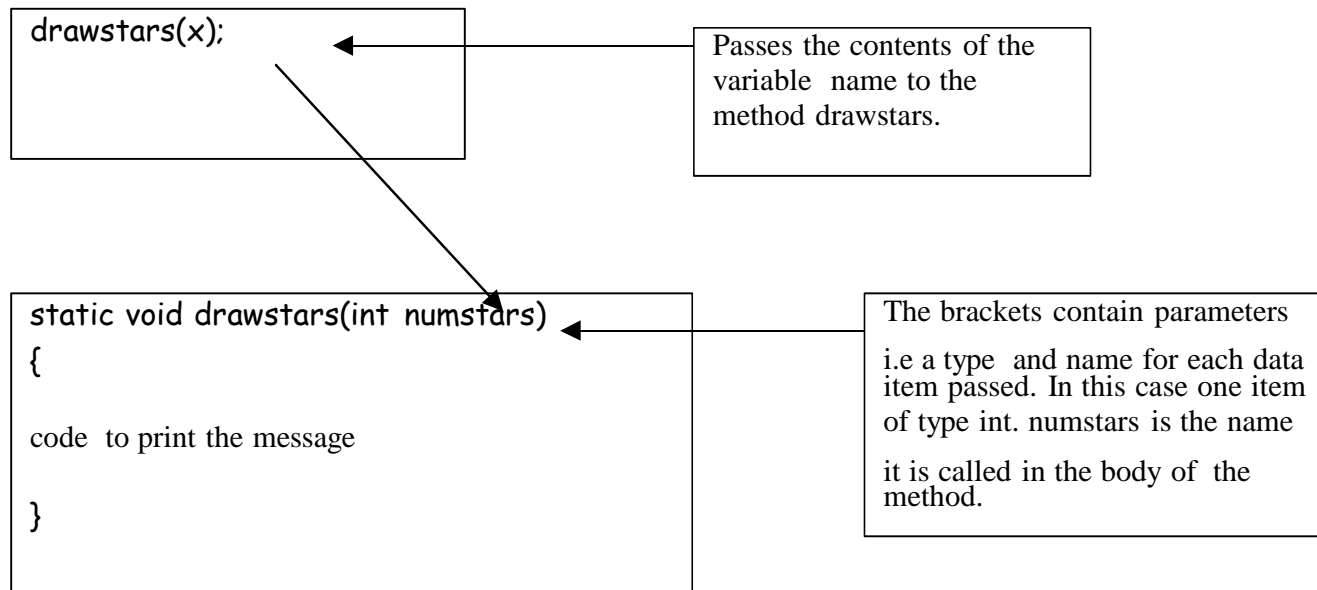 drawstars(x);
Passes the contents of the
variable name to the
method drawstars.
static void drawstars(int numstars)
{
code to print the message
}
The brackets contain parameters
i.e a type and name for each data
item passed. In this case one item
of type int. numstars is the name
it is called in the body of the
method.